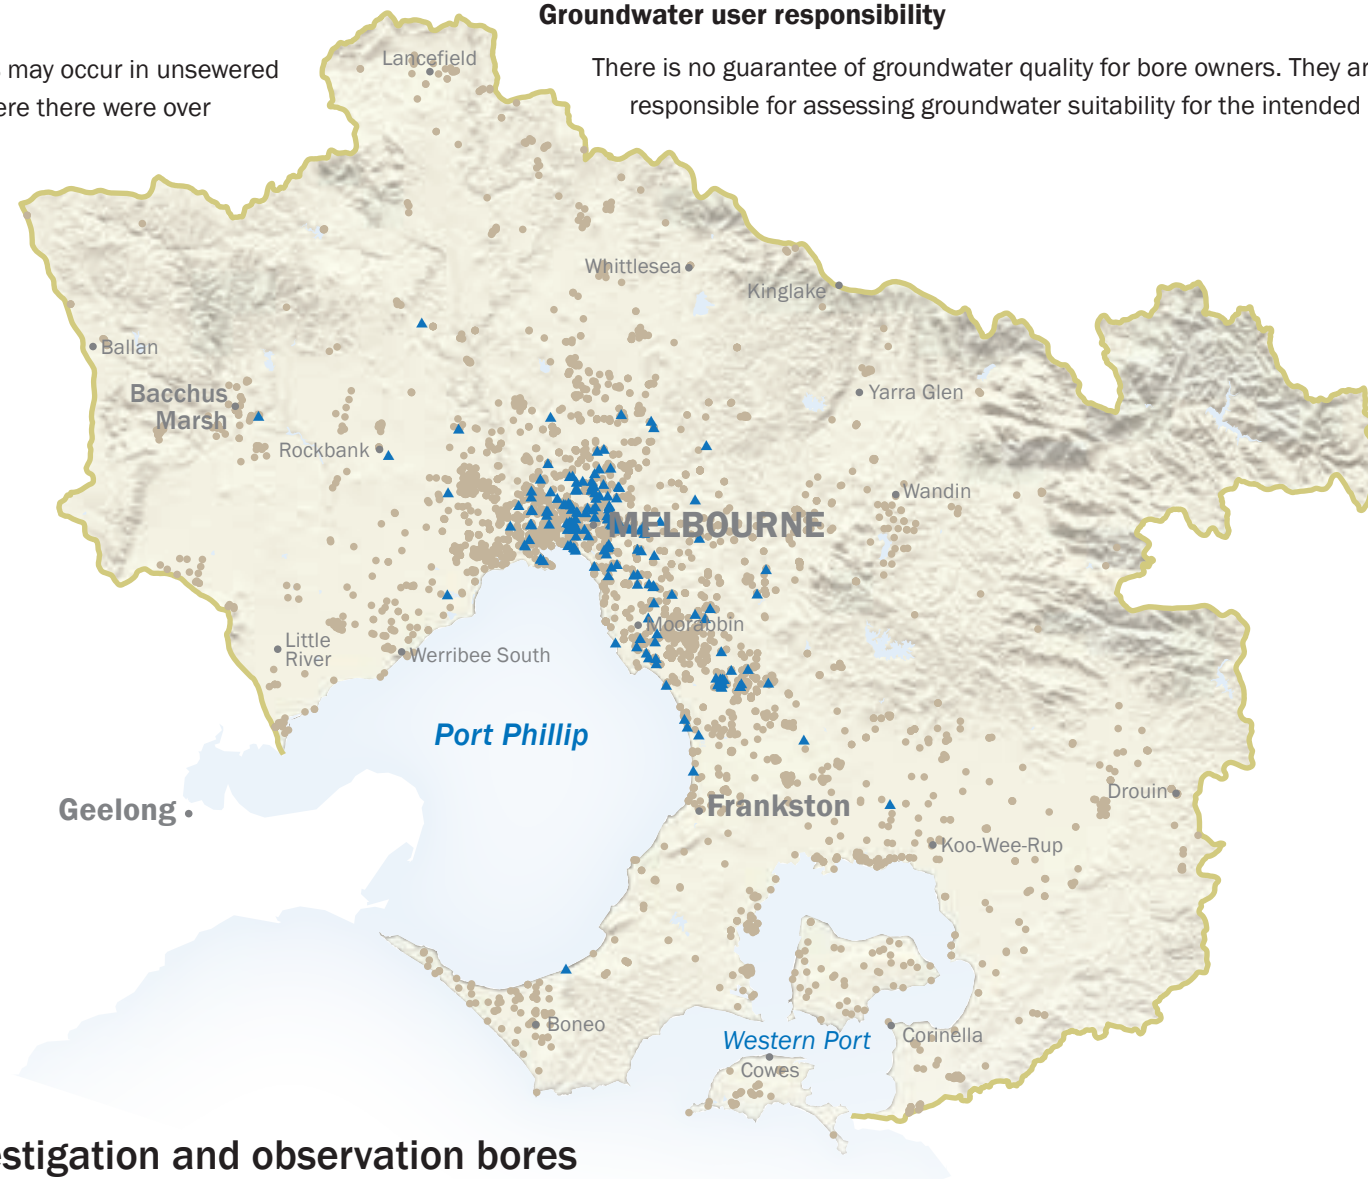 Groundwater user responsibility
may occur in unsewered
ere there were over
There is no guarantee of groundwater quality for bore owners. They ar
responsible for assessing groundwater suitability for the intended
Lancefield
Whittlesea
Kinglake
Ballan
Bacchus
Marsh
Yarra Glen
Rockbank
Wandin
MELBOURNE
Moorabbin
Little
River
Werribee South
Port Phillip
Geelong
Frankston
Drouin
Koo-Wee-Rup
Boneo
Western Port
Corinella
Cowes
estigation and observation bores